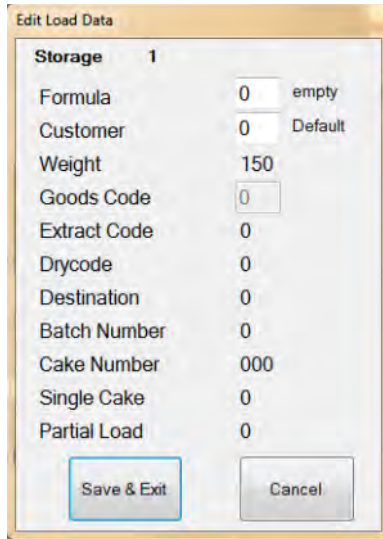 Edit Load Data
Storage 1
Formula 0 empty
Customer 0 Default
Weight 150
Goods Code 0
Extract Code 0
Drycode 0
Destination 0
Batch Number 0
Cake Number 000
Single Cake 0
Partial Load 0
Save & Exit Cancel